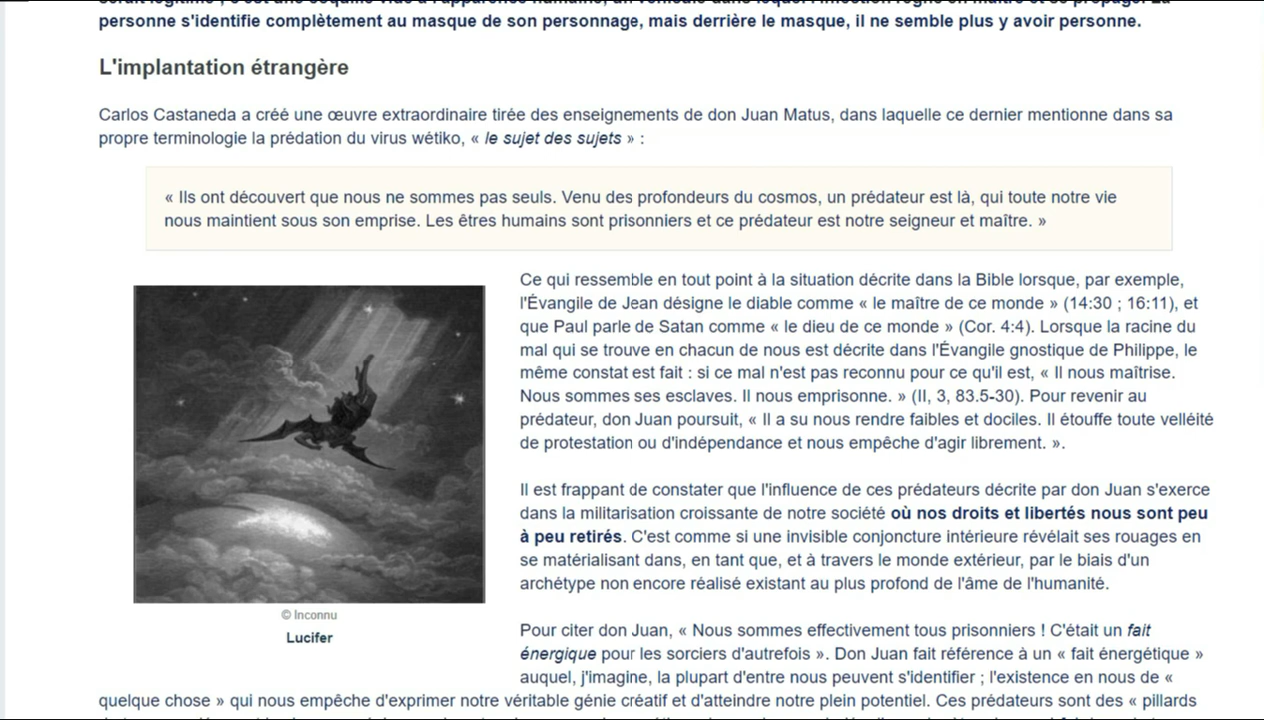 personne s'identifie complètement au masque de son personnage, mais derrière le masque, il ne semble plus y avoir personne.
L'implantation étrangère
Carlos Castaneda a créé une œuvre extraordinaire tirée des enseignements de don Juan Matus, dans laquelle ce dernier mentionne dans sa
propre terminologie la prédation du virus wétiko, « le sujet des sujets » :
« Ils ont découvert que nous ne sommes pas seuls. Venu des profondeurs du cosmos, un prédateur est là, qui toute notre vie
nous maintient sous son emprise. Les êtres humains sont prisonniers et ce prédateur est notre seigneur et maître. »
Ce qui ressemble en tout point à la situation décrite dans la Bible lorsque, par exemple,
l'Évangile de Jean désigne le diable comme « le maître de ce monde » (14:30 ; 16:11), et
que Paul parle de Satan comme « le dieu de ce monde » (Cor. 4:4). Lorsque la racine du
mal qui se trouve en chacun de nous est décrite dans l'Évangile gnostique de Philippe, le
même constat est fait : si ce mal n'est pas reconnu pour ce qu'il est, « Il nous maîtrise.
Nous sommes ses esclaves. Il nous emprisonne. » (II, 3, 83.5-30). Pour revenir au
prédateur, don Juan poursuit, « Il a su nous rendre faibles et dociles. Il étouffe toute velléité
de protestation ou d'indépendance et nous empêche d'agir librement. ».
Il est frappant de constater que l'influence de ces prédateurs décrite par don Juan s'exerce
dans la militarisation croissante de notre société où nos droits et libertés nous sont peu
à peu retirés. C'est comme si une invisible conjoncture intérieure révélait ses rouages en
se matérialisant dans, en tant que, et à travers le monde extérieur, par le biais d'un
archétype non encore réalisé existant au plus profond de l'âme de l'humanité.
© Inconnu
Lucifer
Pour citer don Juan, « Nous sommes effectivement tous prisonniers ! C'était un fait
énergique pour les sorciers d'autrefois ». Don Juan fait référence à un « fait énergétique »
auquel, j'imagine, la plupart d'entre nous peuvent s'identifier ; l'existence en nous de «
quelque chose » qui nous empêche d'exprimer notre véritable génie créatif et d'atteindre notre plein potentiel. Ces prédateurs sont des « pillards